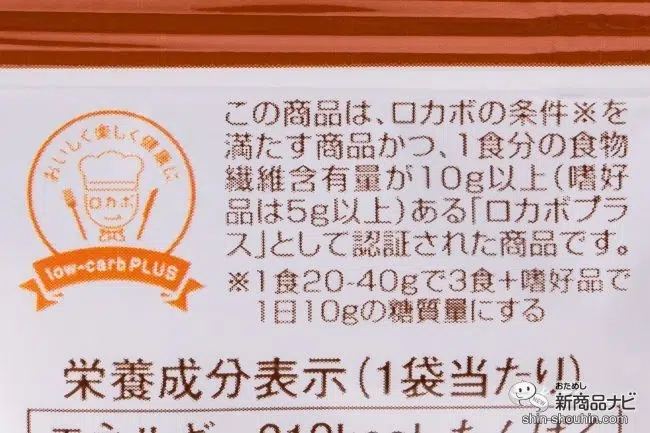 おいしく楽しく健康に
ロカボ
low-carb PLUS
この商品は、ロカボの条件※を
満たす商品かつ、1食分の食物
繊維含有量が10g以上(嗜好
品は5g以上)ある「ロカボプラ
ス」として認証された商品です。
※1食20-40gで3食+嗜好品で
1日10gの糖質量にする
栄養成分表示(1袋当たり)
おためし
新商品ナビ
shin-shouhin.com